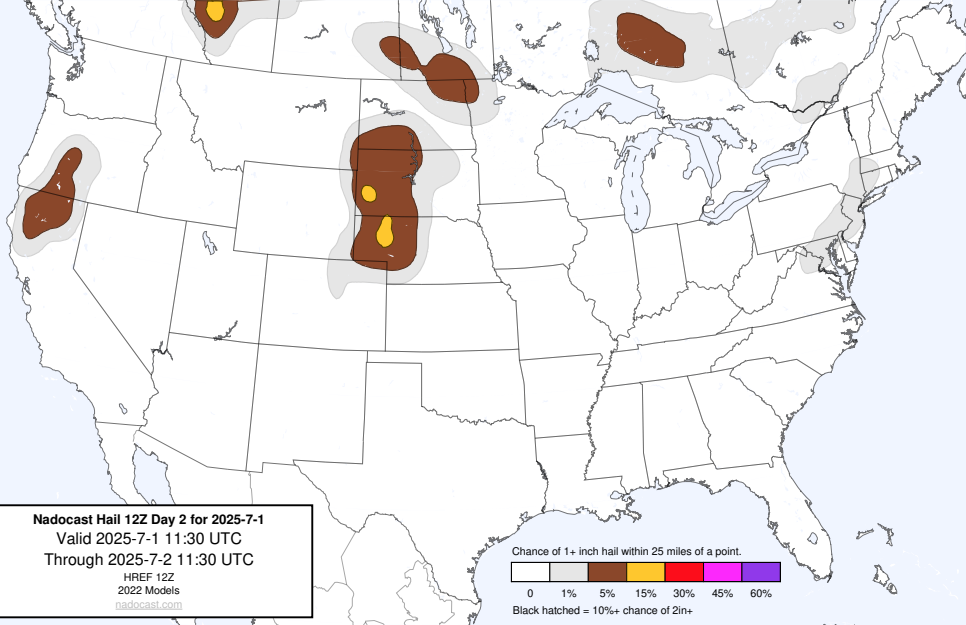 Nadocast Hail 12Z Day 2 for 2025-7-1
Valid 2025-7-1 11:30 UTC
Through 2025-7-2 11:30 UTC
HREF 12Z
2022 Models
nadocast.com
Chance of 1+ inch hail within 25 miles of a point.
0 1% 5% 15% 30% 45% 60%
Black hatched = 10%+ chance of 2in+